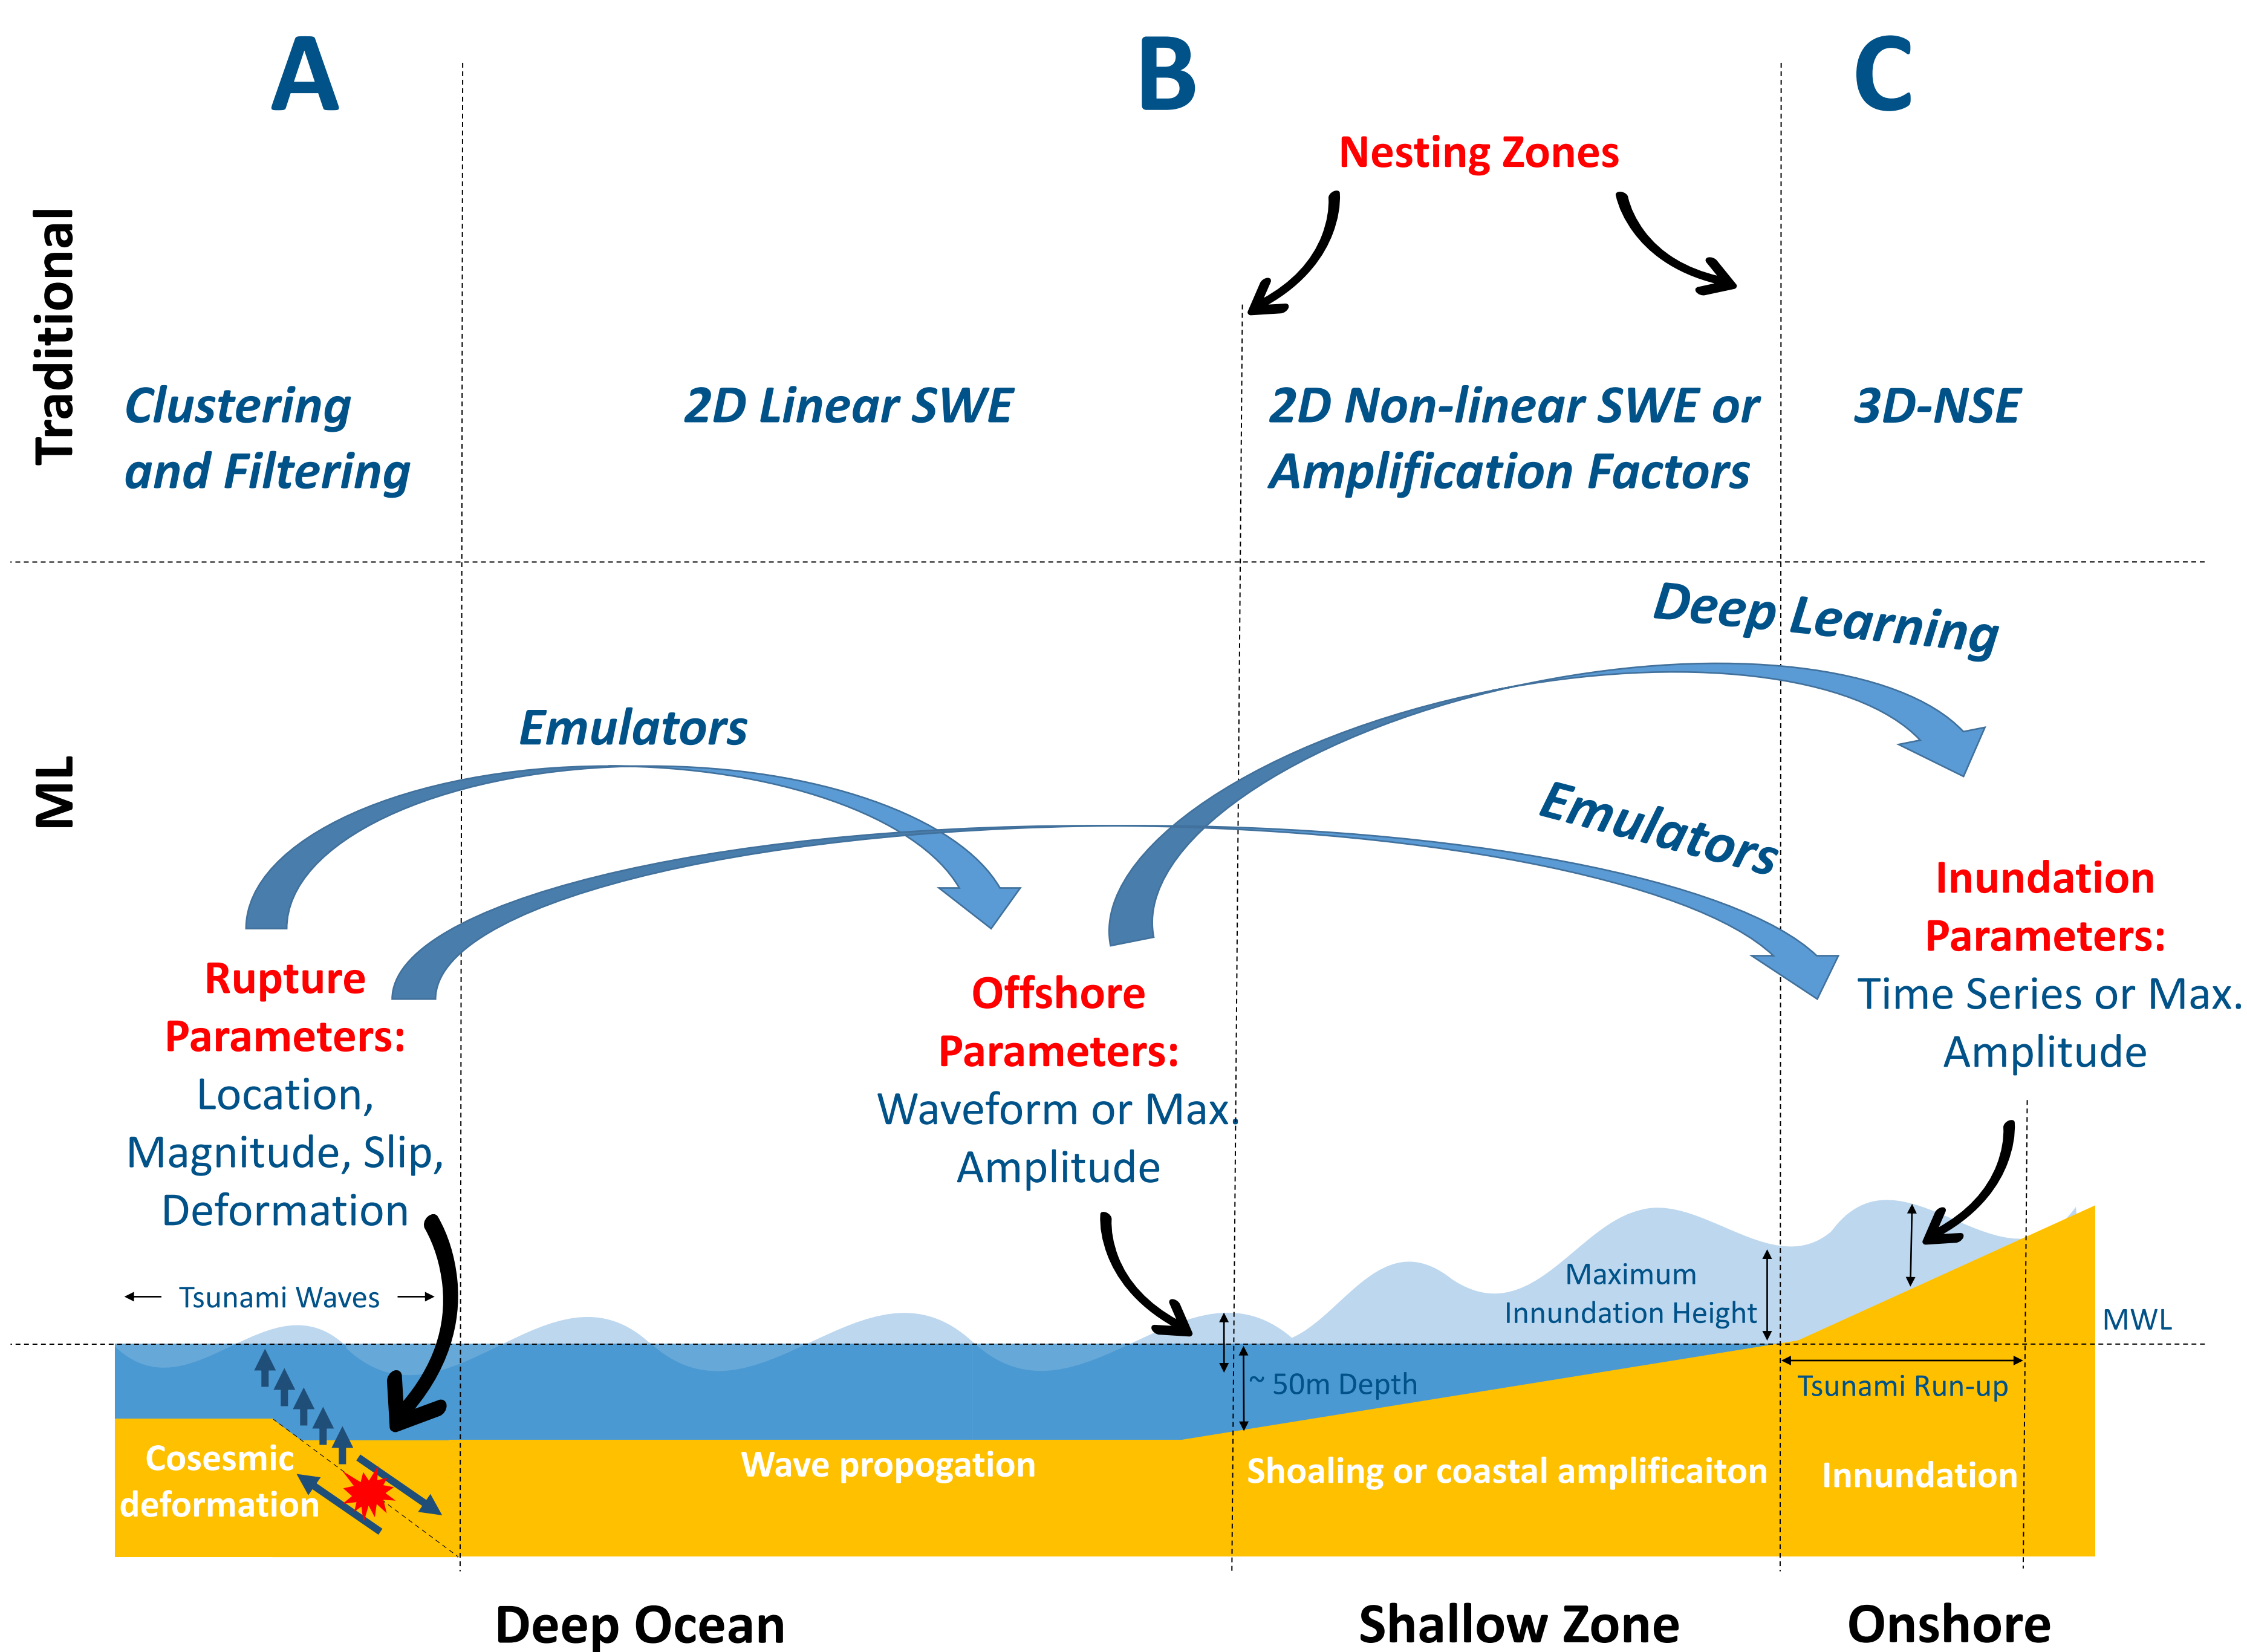 A
B
C
Nesting Zones
Traditional
Clustering
and Filtering
2D Linear SWE
2D Non-linear SWE or
Amplification Factors
3D-NSE
ML
Deep Learning
Emulators
Emulators
Rupture
Parameters:
Location,
Magnitude, Slip,
Deformation
Offshore
Parameters:
Waveform or Max.
Amplitude
Inundation
Parameters:
Time Series or Max.
Amplitude
Tsunami Waves
Maximum
Innundation Height
MWL
~ 50m Depth
Tsunami Run-up
Cosesmic
deformation
Wave propogation
Shoaling or coastal amplificaiton
Innundation
Deep Ocean
Shallow Zone
Onshore